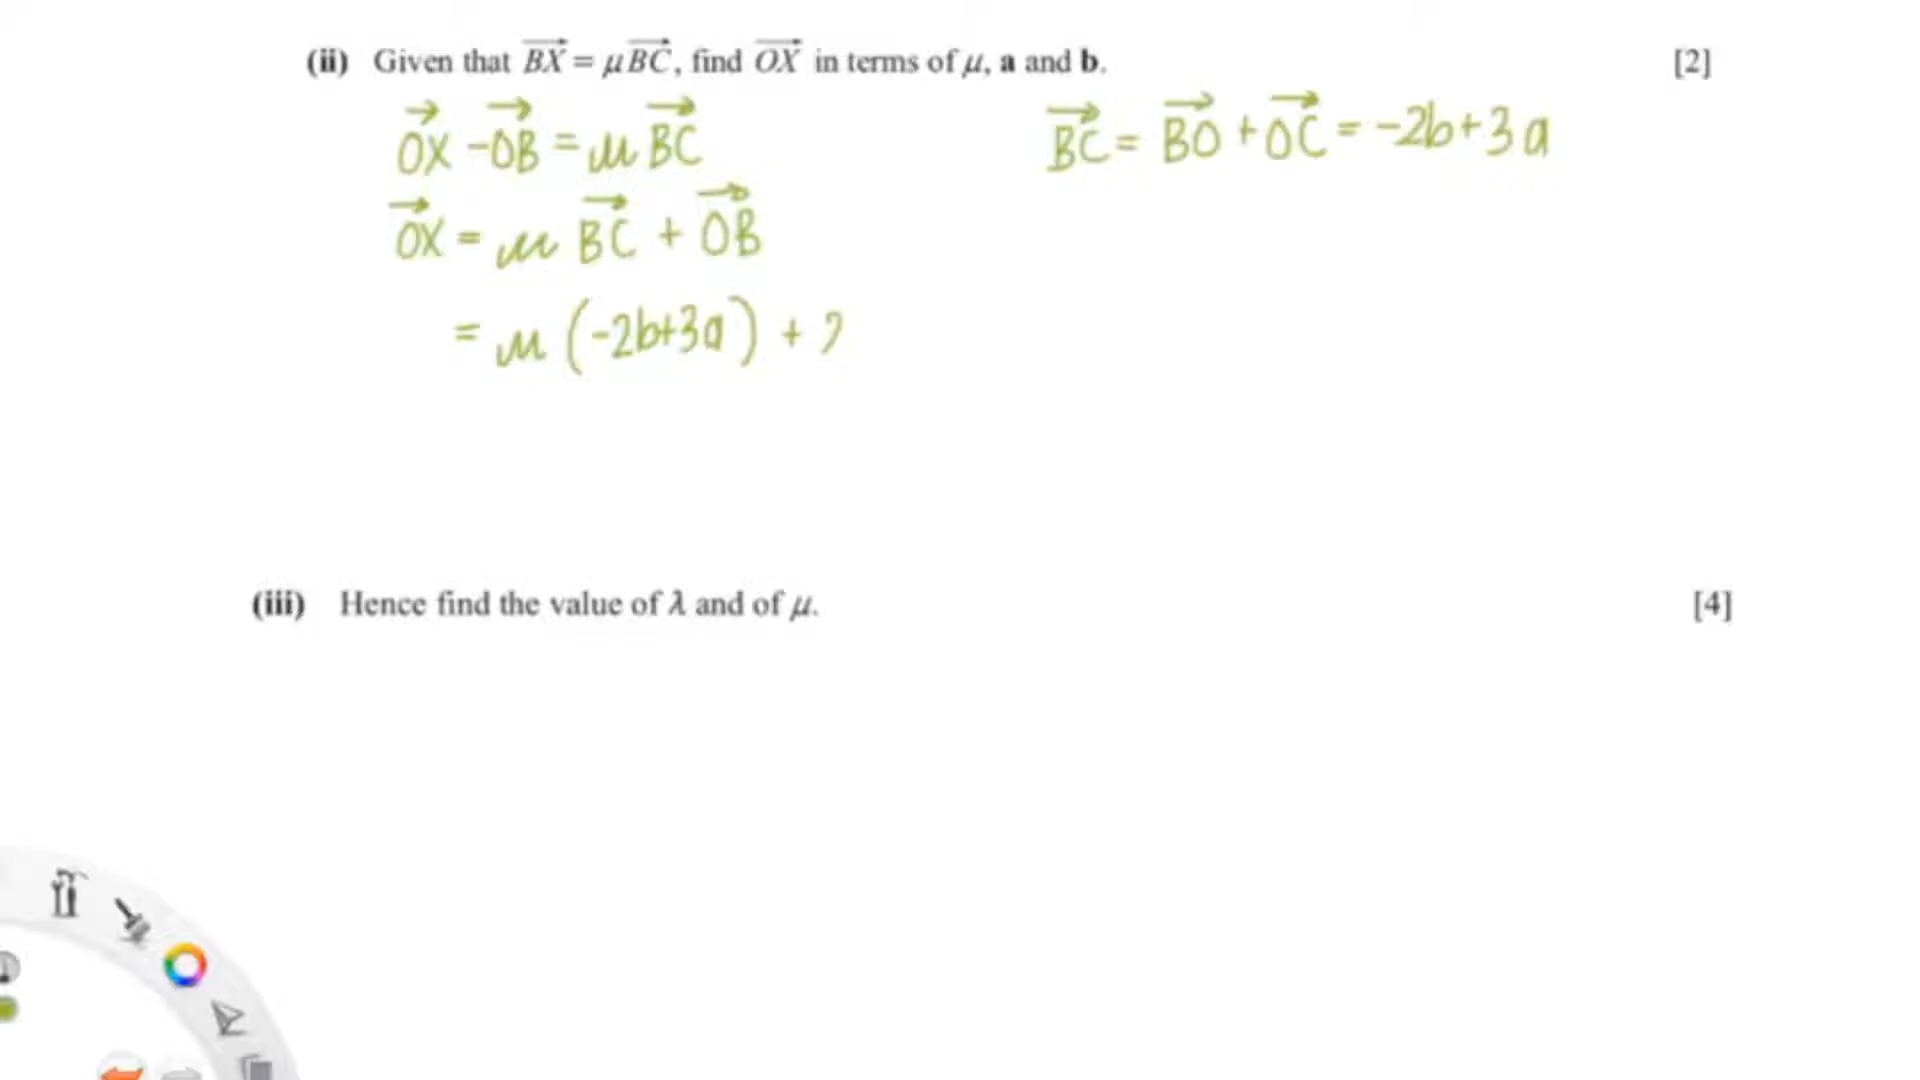 (ii) Given that BX⃗ = μBC⃗, find OX⃗ in terms of μ, a and b. [2]
OX⃗ - OB⃗ = μ BC⃗
BC⃗ = BO⃗ + OC⃗ = -2b+3a
OX⃗ = μ BC⃗ + OB⃗
= μ (-2b+3a) + 2
(iii) Hence find the value of λ and of μ. [4]